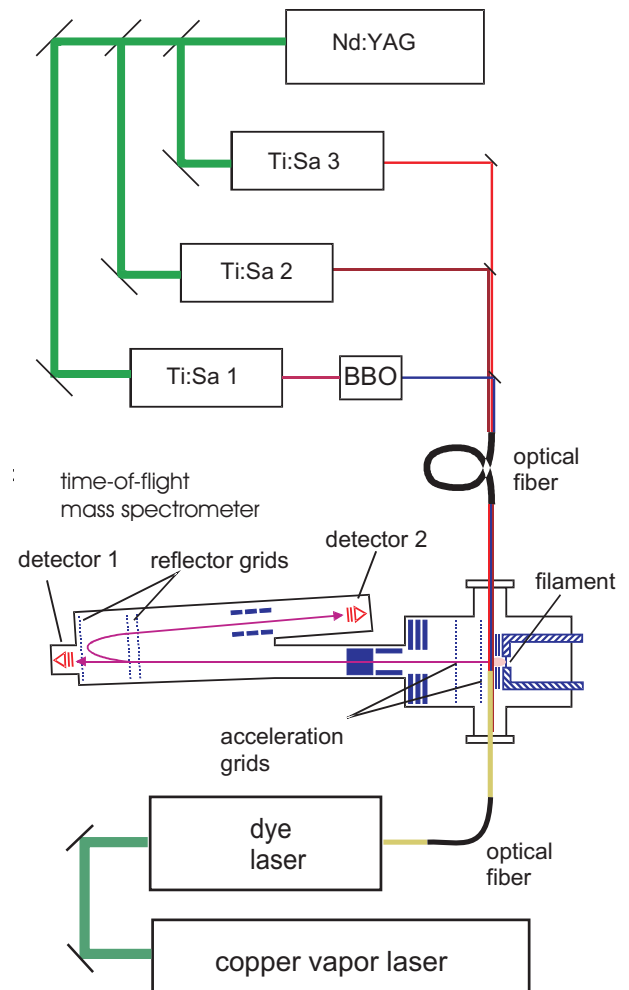 Nd:YAG
Ti:Sa 3
Ti:Sa 2
Ti:Sa 1
BBO
optical
fiber
:
time-of-flight
mass spectrometer
detector 1
reflector grids
detector 2
filament
acceleration
grids
dye
laser
optical
fiber
copper vapor laser